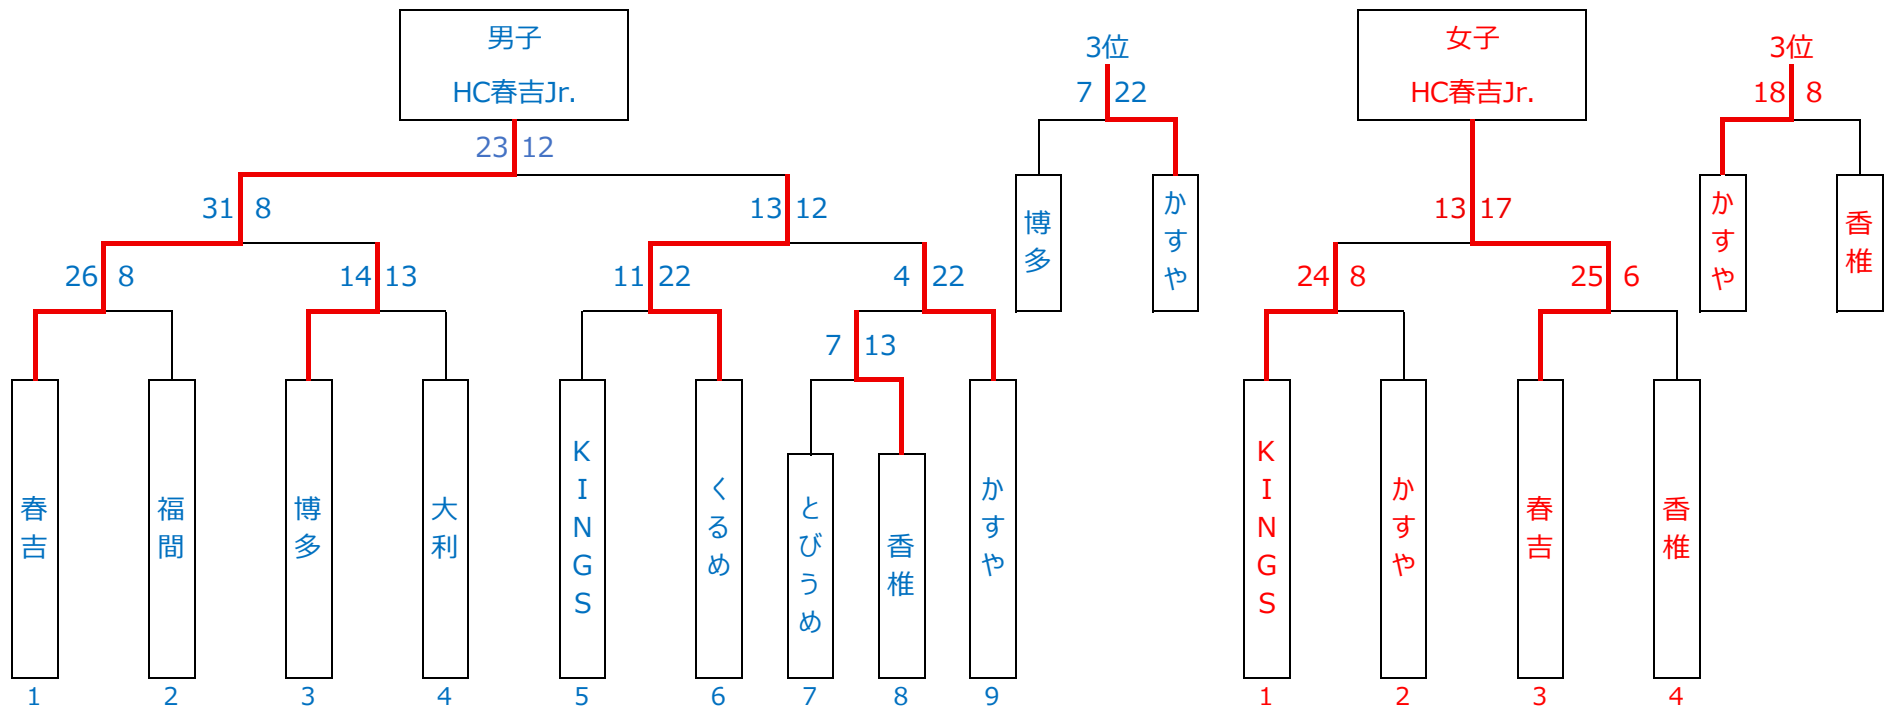 男子
HC春吉Jr.
23 12
31 8
13 12
26 8
14 13
11 22
4 22
7 13
春吉
福間
博多
大利
KINGS
くるめ
とびうめ
香椎
かすや
1 2 3 4 5 6 7 8 9
3位
7 22
博多
かすや
女子
HC春吉Jr.
13 17
24 8
25 6
KINGS
かすや
春吉
香椎
1 2 3 4
3位
18 8
かすや
香椎